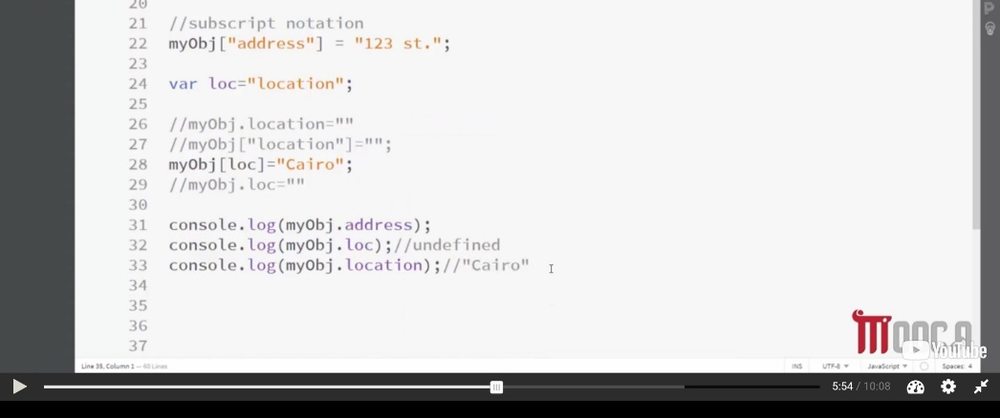 20
21 //subscript notation
22 myObj["address"] = "123 st.";
23
24 var loc="location";
25
26 //myObj.location=""
27 //myObj["location"]="";
28 myObj[loc]="Cairo";
29 //myObj.loc=""
30
31 console.log(myObj.address);
32 console.log(myObj.loc);//undefined
33 console.log(myObj.location);//"Cairo"
34
35
36
37
YouTube
Line 35, Column 1 — 60 Lines
INS UTF-8 JavaScript Spaces: 4
5:54 / 10:08